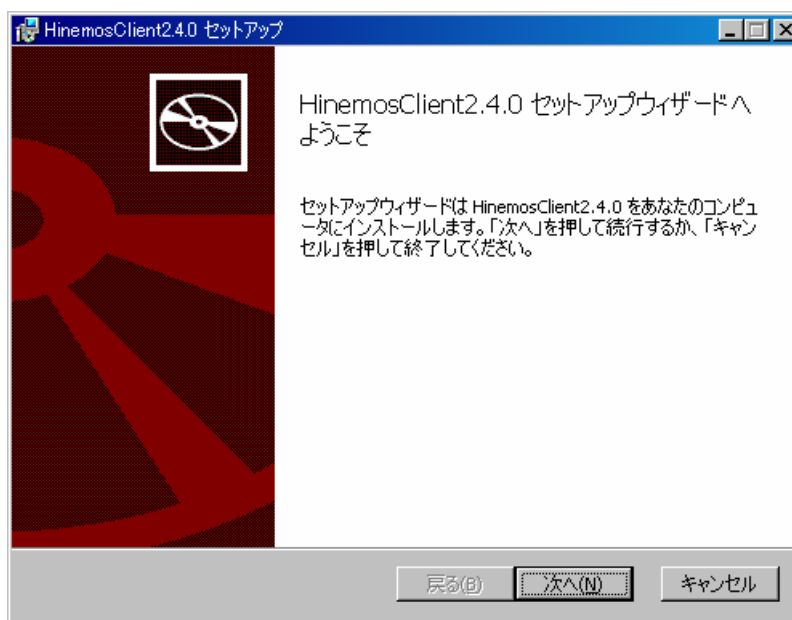 HinemosClient2.4.0 セットアップ
HinemosClient2.4.0 セットアップウィザードへ
ようこそ
セットアップウィザードは HinemosClient2.4.0 をあなたのコンピュ
ータにインストールします。「次へ」を押して続行するか、「キャン
セル」を押して終了してください。
戻る(B) 次へ(N) キャンセル